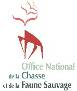 Office National
de la Chasse
et de la Faune Sauvage